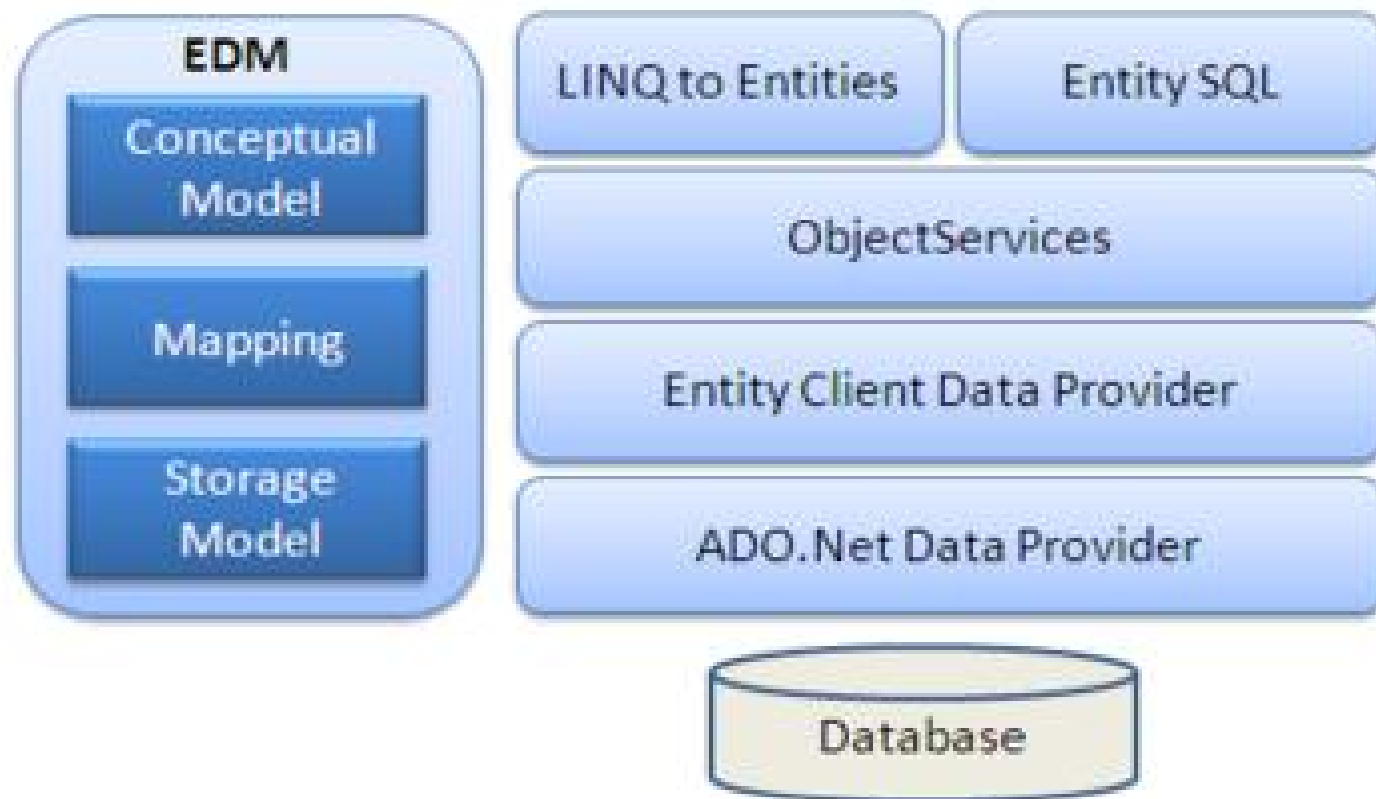 EDM
Conceptual
Model
Mapping
Storage
Model
LINQ to Entities
Entity SQL
ObjectServices
Entity Client Data Provider
ADO.Net Data Provider
Database